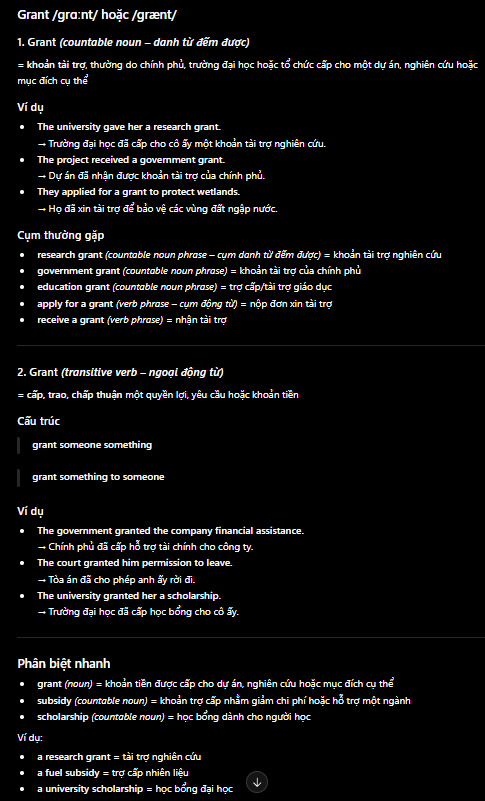 Grant /ɡrɑːnt/ hoặc /ɡrænt/
1. Grant (countable noun – danh từ đếm được)
= khoản tài trợ, thường do chính phủ, trường đại học hoặc tổ chức cấp cho một dự án, nghiên cứu hoặc
mục đích cụ thể
Ví dụ
• The university gave her a research grant.
→ Trường đại học đã cấp cho cô ấy một khoản tài trợ nghiên cứu.
• The project received a government grant.
→ Dự án đã nhận được khoản tài trợ của chính phủ.
• They applied for a grant to protect wetlands.
→ Họ đã xin tài trợ để bảo vệ các vùng đất ngập nước.
Cụm thường gặp
• research grant (countable noun phrase – cụm danh từ đếm được) = khoản tài trợ nghiên cứu
• government grant (countable noun phrase) = khoản tài trợ của chính phủ
• education grant (countable noun phrase) = trợ cấp/tài trợ giáo dục
• apply for a grant (verb phrase – cụm động từ) = nộp đơn xin tài trợ
• receive a grant (verb phrase) = nhận tài trợ
2. Grant (transitive verb – ngoại động từ)
= cấp, trao, chấp thuận một quyền lợi, yêu cầu hoặc khoản tiền
Cấu trúc
grant someone something
grant something to someone
Ví dụ
• The government granted the company financial assistance.
→ Chính phủ đã cấp hỗ trợ tài chính cho công ty.
• The court granted him permission to leave.
→ Tòa án đã cho phép anh ấy rời đi.
• The university granted her a scholarship.
→ Trường đại học đã cấp học bổng cho cô ấy.
Phân biệt nhanh
• grant (noun) = khoản tiền được cấp cho dự án, nghiên cứu hoặc mục đích cụ thể
• subsidy (countable noun) = khoản trợ cấp nhằm giảm chi phí hoặc hỗ trợ một ngành
• scholarship (countable noun) = học bổng dành cho người học
Ví dụ:
• a research grant = tài trợ nghiên cứu
• a fuel subsidy = trợ cấp nhiên liệu
• a university scholarship = học bổng đại học